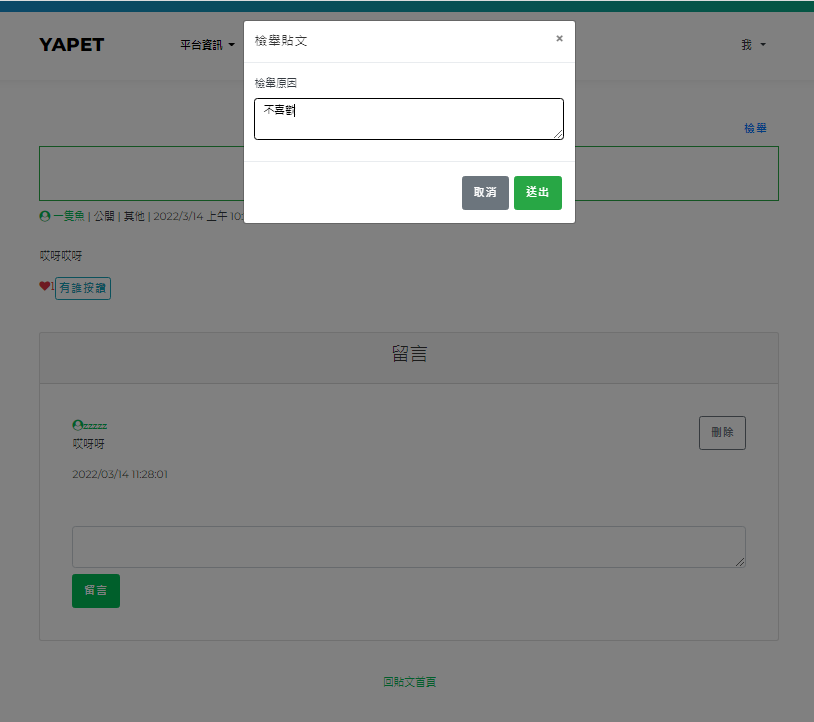 YAPET
平台資訊
我
檢舉貼文
×
檢舉原因
不喜歡
取消
送出
檢舉
一隻魚 | 公開 | 其他 | 2022/3/14 上午 10:
哎呀哎呀
1
有誰按讚
留言
zzzzz
哎呀呀
刪除
2022/03/14 11:28:01
留言
回貼文首頁